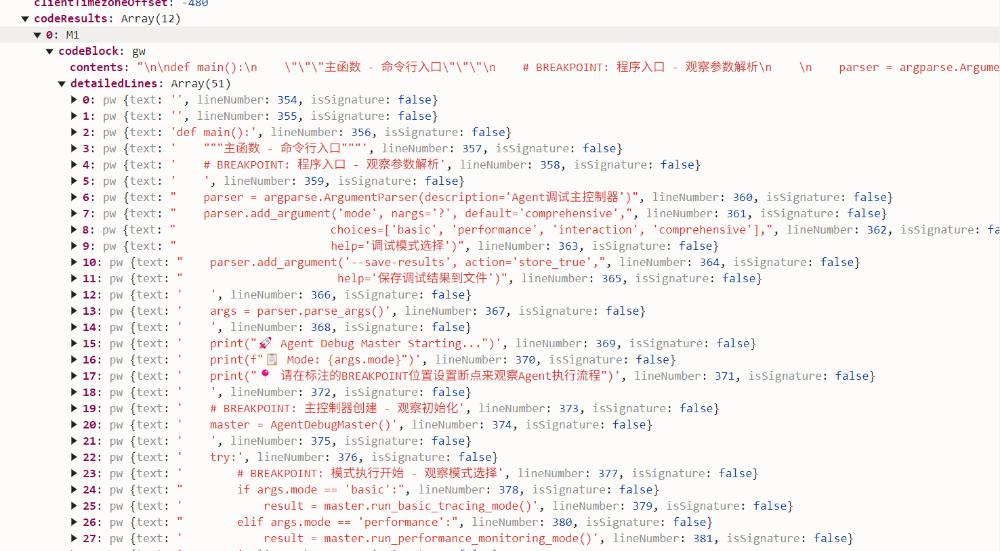 clientTimezoneOffset: -480
▼ codeResults: Array(12)
▼ 0: M1
▼ codeBlock: gw
contents: "\n\ndef main():\n    \"\"\"主函数 - 命令行入口\"\"\"\n    # BREAKPOINT: 程序入口 - 观察参数解析\n    \n    parser = argparse.Argume
▼ detailedLines: Array(51)
▶ 0: pw {text: '', lineNumber: 354, isSignature: false}
▶ 1: pw {text: '', lineNumber: 355, isSignature: false}
▶ 2: pw {text: 'def main():', lineNumber: 356, isSignature: false}
▶ 3: pw {text: '    """主函数 - 命令行入口"""', lineNumber: 357, isSignature: false}
▶ 4: pw {text: '    # BREAKPOINT: 程序入口 - 观察参数解析', lineNumber: 358, isSignature: false}
▶ 5: pw {text: '    ', lineNumber: 359, isSignature: false}
▶ 6: pw {text: "    parser = argparse.ArgumentParser(description='Agent调试主控制器')", lineNumber: 360, isSignature: false}
▶ 7: pw {text: "    parser.add_argument('mode', nargs='?', default='comprehensive',", lineNumber: 361, isSignature: false}
▶ 8: pw {text: "                       choices=['basic', 'performance', 'interaction', 'comprehensive'],", lineNumber: 362, isSignature: fa
▶ 9: pw {text: "                       help='调试模式选择')", lineNumber: 363, isSignature: false}
▶ 10: pw {text: "    parser.add_argument('--save-results', action='store_true',", lineNumber: 364, isSignature: false}
▶ 11: pw {text: "                       help='保存调试结果到文件')", lineNumber: 365, isSignature: false}
▶ 12: pw {text: '    ', lineNumber: 366, isSignature: false}
▶ 13: pw {text: '    args = parser.parse_args()', lineNumber: 367, isSignature: false}
▶ 14: pw {text: '    ', lineNumber: 368, isSignature: false}
▶ 15: pw {text: '    print("🚀 Agent Debug Master Starting...")', lineNumber: 369, isSignature: false}
▶ 16: pw {text: '    print(f"📋 Mode: {args.mode}")', lineNumber: 370, isSignature: false}
▶ 17: pw {text: '    print("📍 请在标注的BREAKPOINT位置设置断点来观察Agent执行流程")', lineNumber: 371, isSignature: false}
▶ 18: pw {text: '    ', lineNumber: 372, isSignature: false}
▶ 19: pw {text: '    # BREAKPOINT: 主控制器创建 - 观察初始化', lineNumber: 373, isSignature: false}
▶ 20: pw {text: '    master = AgentDebugMaster()', lineNumber: 374, isSignature: false}
▶ 21: pw {text: '    ', lineNumber: 375, isSignature: false}
▶ 22: pw {text: '    try:', lineNumber: 376, isSignature: false}
▶ 23: pw {text: '        # BREAKPOINT: 模式执行开始 - 观察模式选择', lineNumber: 377, isSignature: false}
▶ 24: pw {text: "        if args.mode == 'basic':", lineNumber: 378, isSignature: false}
▶ 25: pw {text: '            result = master.run_basic_tracing_mode()', lineNumber: 379, isSignature: false}
▶ 26: pw {text: "        elif args.mode == 'performance':", lineNumber: 380, isSignature: false}
▶ 27: pw {text: '            result = master.run_performance_monitoring_mode()', lineNumber: 381, isSignature: false}